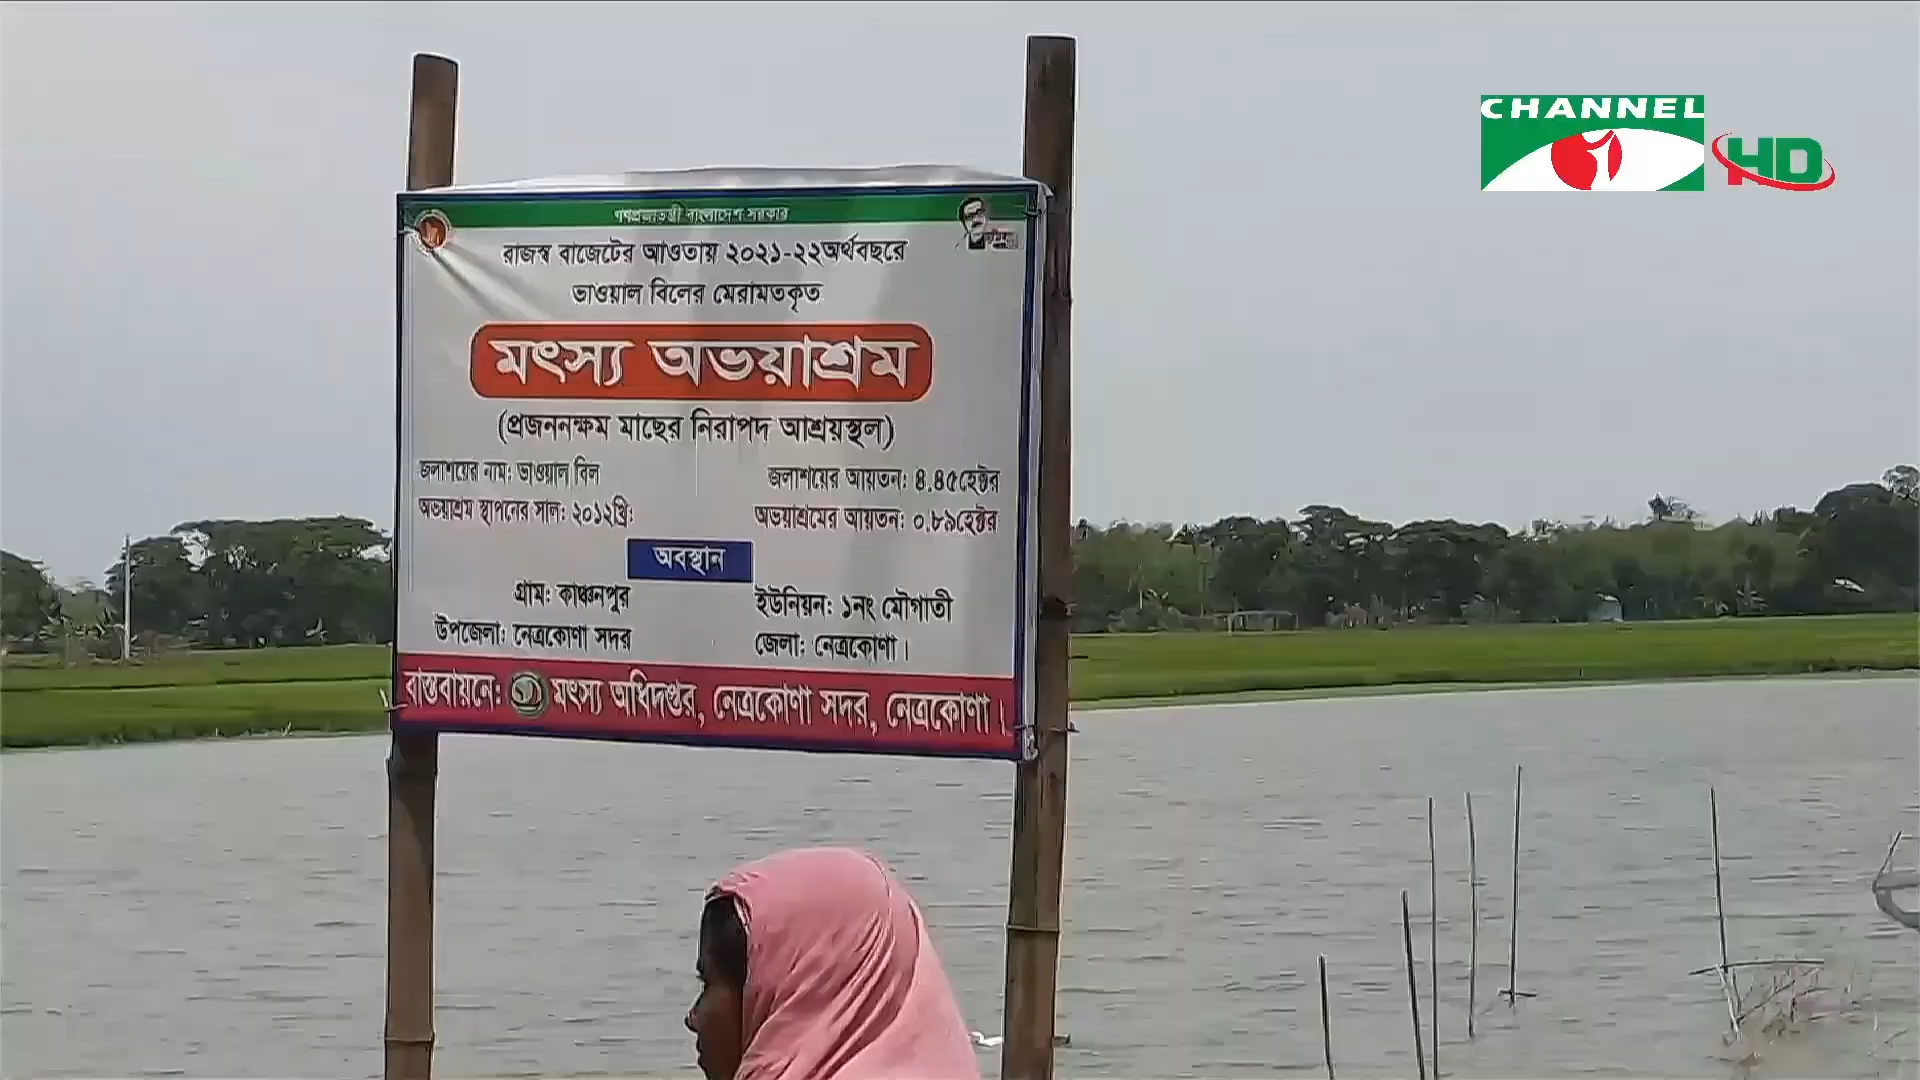 CHANNEL i HD
গণপ্রজাতন্ত্রী বাংলাদেশ সরকার
রাজস্ব বাজেটের আওতায় ২০২১-২২অর্থবছরে
ভাওয়াল বিলের মেরামতকৃত
মৎস্য অভয়াশ্রম
(প্রজননক্ষম মাছের নিরাপদ আশ্রয়স্থল)
জলাশয়ের নাম: ভাওয়াল বিল
জলাশয়ের আয়তন: ৪.৪৫হেক্টর
অভয়াশ্রম স্থাপনের সাল: ২০১২খ্রি:
অভয়াশ্রমের আয়তন: ০.৮৯হেক্টর
অবস্থান
গ্রাম: কাঞ্চনপুর
ইউনিয়ন: ১নং মৌগাতী
উপজেলা: নেত্রকোণা সদর
জেলা: নেত্রকোণা।
বাস্তবায়নে: মৎস্য অধিদপ্তর, নেত্রকোণা সদর, নেত্রকোণা।